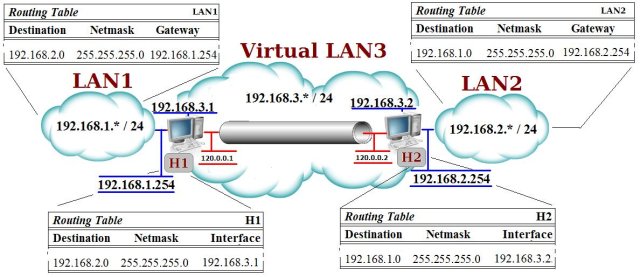 Routing Table LAN1
Destination Netmask Gateway
192.168.2.0 255.255.255.0 192.168.1.254
Routing Table LAN2
Destination Netmask Gateway
192.168.1.0 255.255.255.0 192.168.2.254
Virtual LAN3
LAN1
LAN2
192.168.3.* / 24
192.168.3.1
192.168.3.2
192.168.1.* / 24
192.168.2.* / 24
H1
120.0.0.1
120.0.0.2
H2
192.168.1.254
192.168.2.254
Routing Table H1
Destination Netmask Interface
192.168.2.0 255.255.255.0 192.168.3.1
Routing Table H2
Destination Netmask Interface
192.168.1.0 255.255.255.0 192.168.3.2